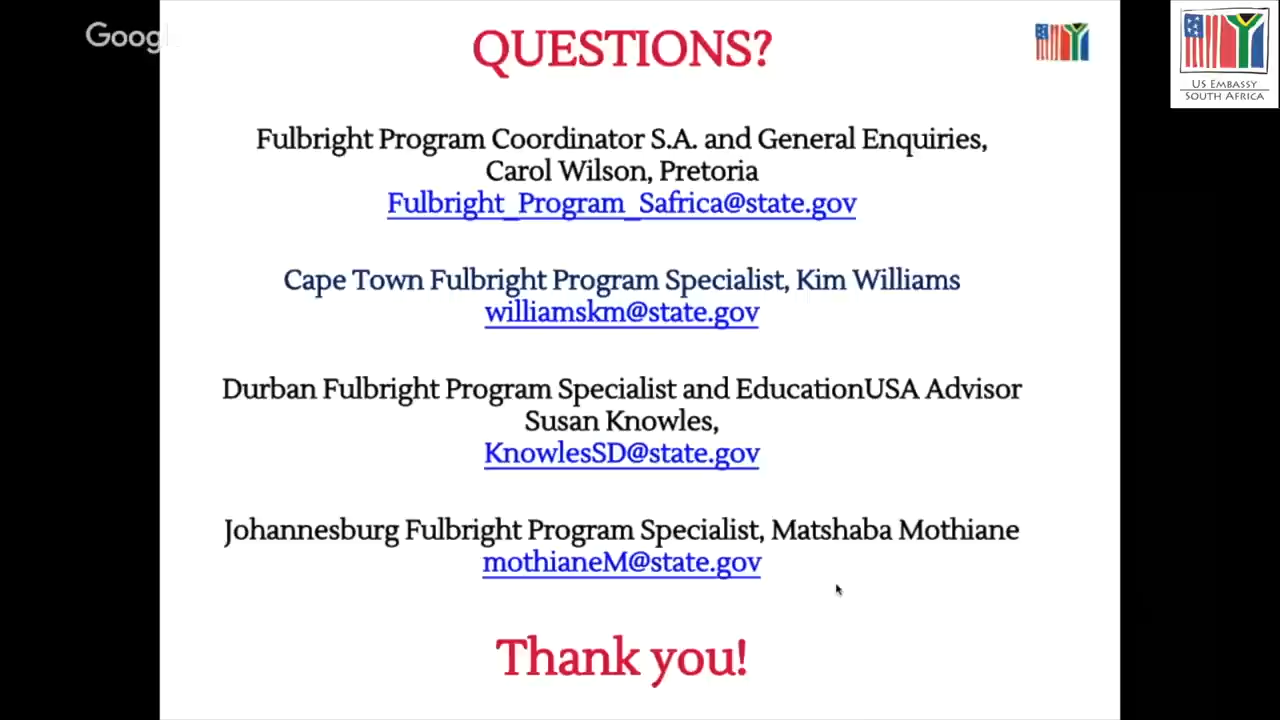 Google
QUESTIONS?
US EMBASSY
SOUTH AFRICA
Fulbright Program Coordinator S.A. and General Enquiries,
Carol Wilson, Pretoria
Fulbright_Program_Safrica@state.gov
Cape Town Fulbright Program Specialist, Kim Williams
williamskm@state.gov
Durban Fulbright Program Specialist and EducationUSA Advisor
Susan Knowles,
KnowlesSD@state.gov
Johannesburg Fulbright Program Specialist, Matshaba Mothiane
mothianeM@state.gov
Thank you!